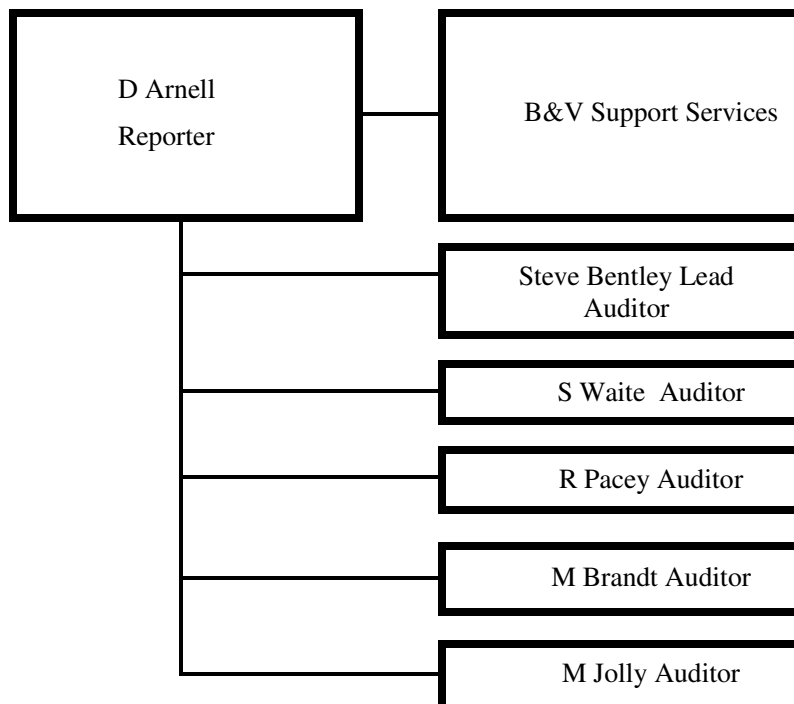 D Arnell
Reporter
B&V Support Services
Steve Bentley Lead
Auditor
S Waite  Auditor
R Pacey Auditor
M Brandt Auditor
M Jolly Auditor